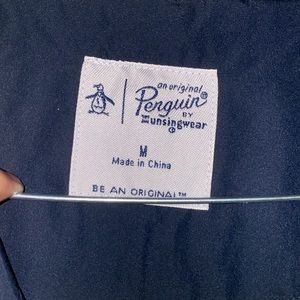 an original
Penguin®
BY
Munsingwear
®
M
Made in China
BE AN ORIGINAL™